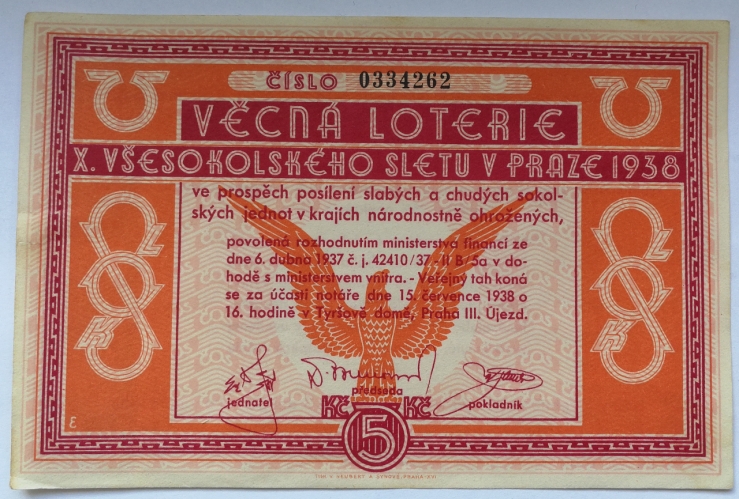 ČÍSLO 0334262
VĚCNÁ LOTERIE
X. VŠESOKOLSKÉHO SLETU V PRAZE 1938
ve prospěch posílení slabých a chudých sokol-
ských jednot v krajích národnostně ohrožených,
povolená rozhodnutím ministerstva financí ze
dne 6. dubna 1937 č. j. 42410/37 - II B/5a v do-
hodě s ministerstvem vnitra. - Veřejný tah koná
se za účasti notáře dne 15. července 1938 o
16. hodině v Tyršově domě, Praha III. Újezd.
jednatel předseda pokladník
Kč 5 Kč
E